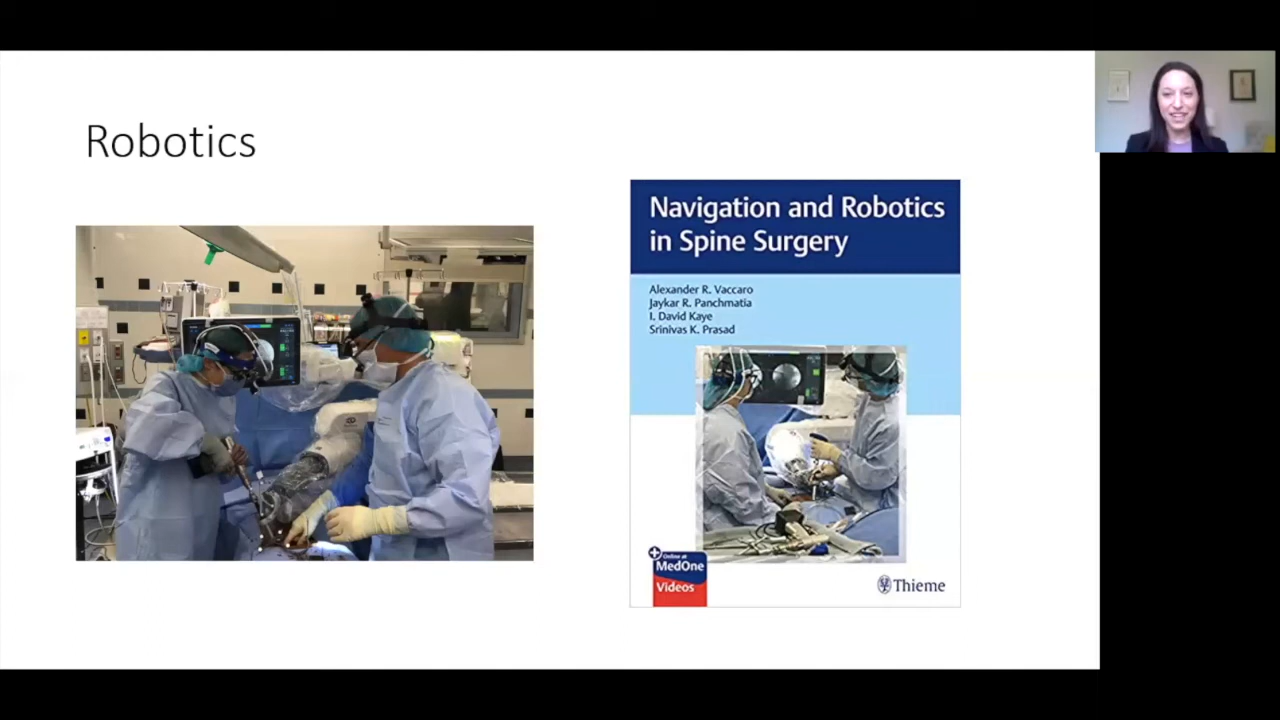 Robotics
Navigation and Robotics
in Spine Surgery
Alexander R. Vaccaro
Jaykar R. Panchmatia
I. David Kaye
Srinivas K. Prasad
+ Online at
MedOne
Videos
Thieme